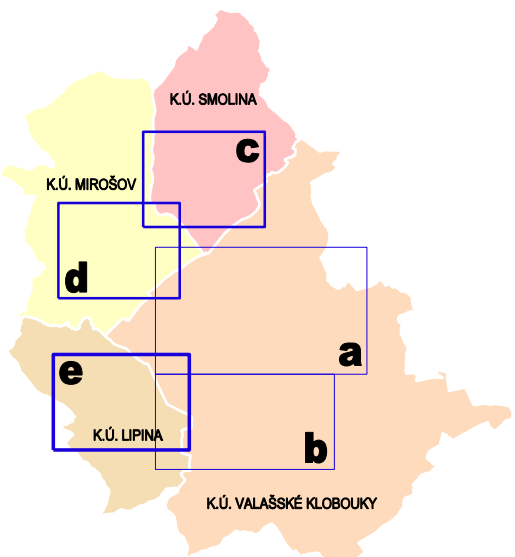 K.Ú. SMOLINA
c
K.Ú. MIROŠOV
d
a
e
K.Ú. LIPINA
b
K.Ú. VALAŠSKÉ KLOBOUKY